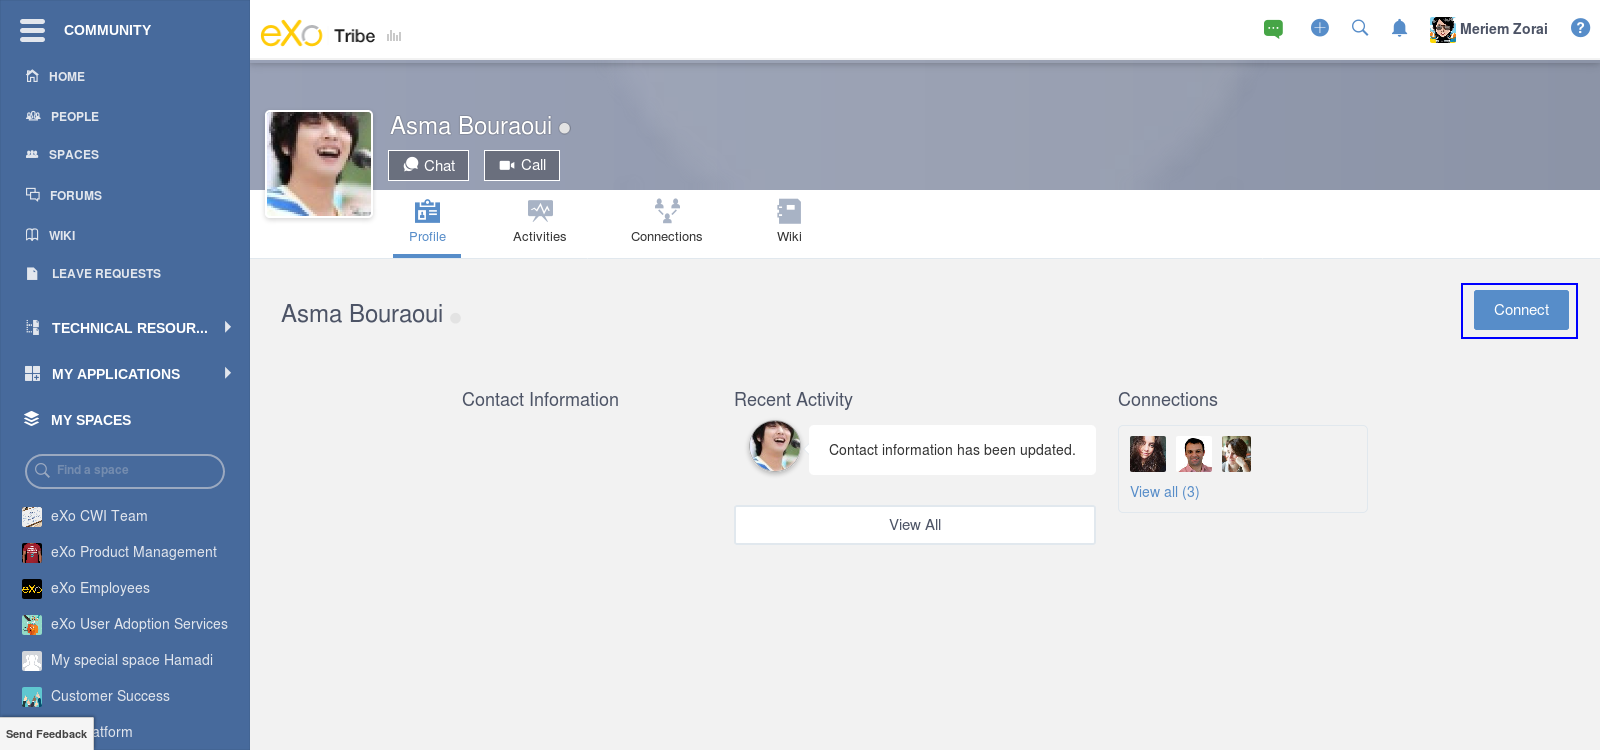 COMMUNITY
HOME
PEOPLE
SPACES
FORUMS
WIKI
LEAVE REQUESTS
TECHNICAL RESOUR...
MY APPLICATIONS
MY SPACES
Find a space
eXo CWI Team
eXo Product Management
eXo Employees
eXo User Adoption Services
My special space Hamadi
Customer Success
Send Feedback
eXo Tribe
Meriem Zorai
?
Asma Bouraoui
Chat
Call
Profile
Activities
Connections
Wiki
Asma Bouraoui
Connect
Contact Information
Recent Activity
Contact information has been updated.
View All
Connections
View all (3)